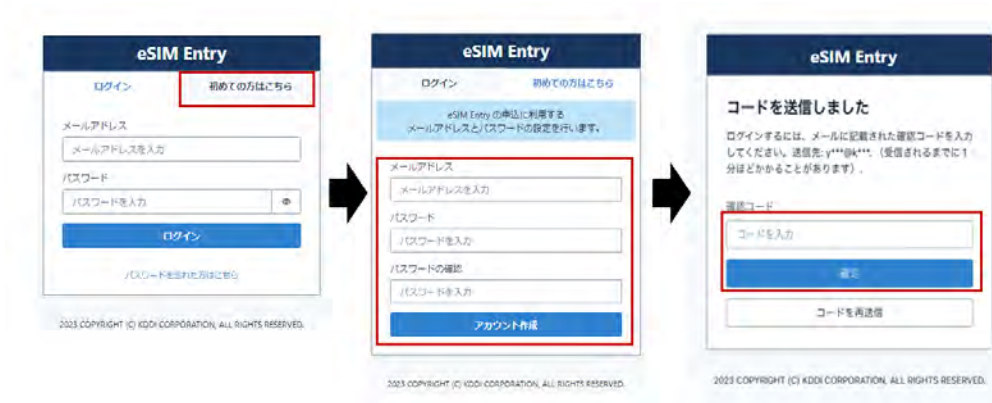 eSIM Entry
ログイン
初めての方はこちら
メールアドレス
メールアドレスを入力
パスワード
パスワードを入力
ログイン
パスワードを忘れた方はこちら
2023 COPYRIGHT (C) KDDI CORPORATION, ALL RIGHTS RESERVED.
eSIM Entry
ログイン
初めての方はこちら
eSIM Entry の申込に利用する
メールアドレスとパスワードの設定を行います。
メールアドレス
メールアドレスを入力
パスワード
パスワードを入力
パスワードの確認
パスワードを入力
アカウント作成
2023 COPYRIGHT (C) KDDI CORPORATION, ALL RIGHTS RESERVED.
eSIM Entry
コードを送信しました
ログインするには、メールに記載された確認コードを入力
してください。送信先: y***@k***. （受信されるまでに 1
分ほどかかることがあります）.
確認コード
コードを入力
確定
コードを再送信
2023 COPYRIGHT (C) KDDI CORPORATION, ALL RIGHTS RESERVED.